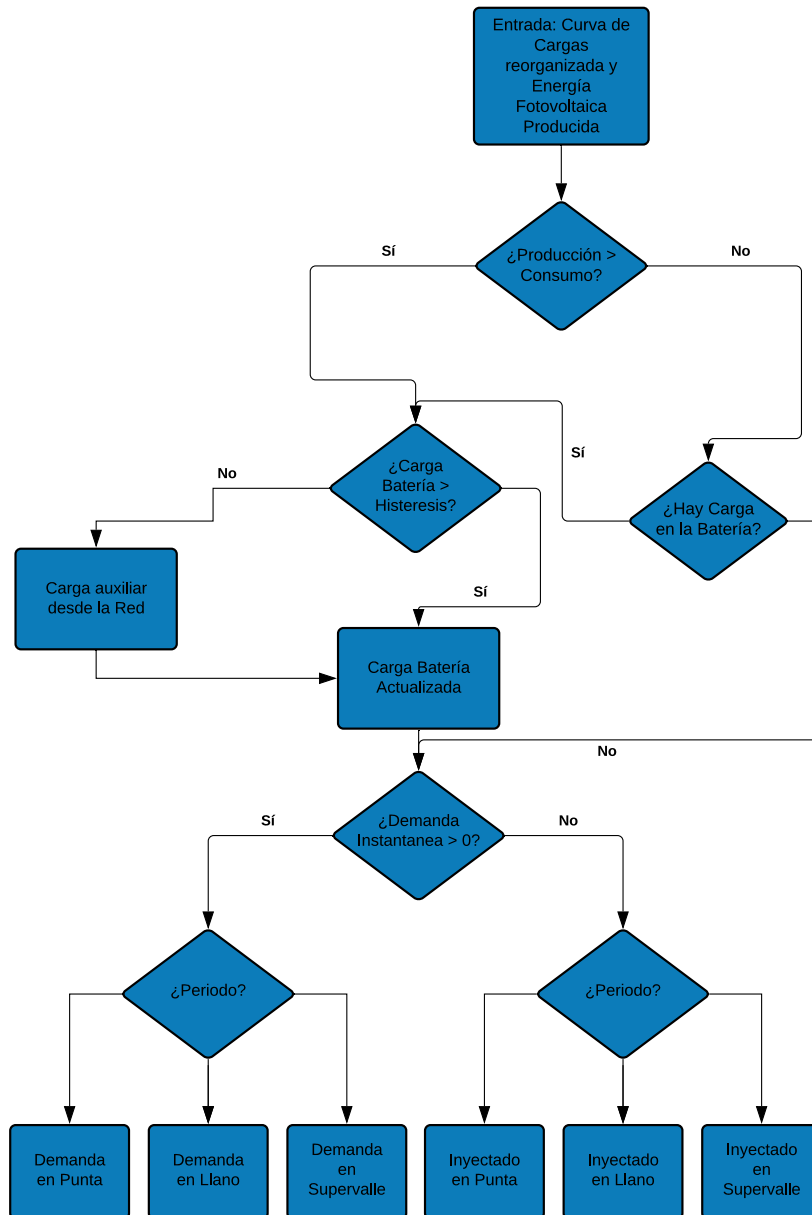 Entrada: Curva de
Cargas
reorganizada y
Energía
Fotovoltaica
Producida
¿Producción >
Consumo?
Sí
No
¿Carga
Batería >
Histeresis?
No
Sí
¿Hay Carga
en la Batería?
Sí
Carga auxiliar
desde la Red
Carga Batería
Actualizada
No
¿Demanda
Instantanea > 0?
Sí
No
¿Periodo?
¿Periodo?
Demanda
en Punta
Demanda
en Llano
Demanda
en
Supervalle
Inyectado
en Punta
Inyectado
en Llano
Inyectado
en
Supervalle